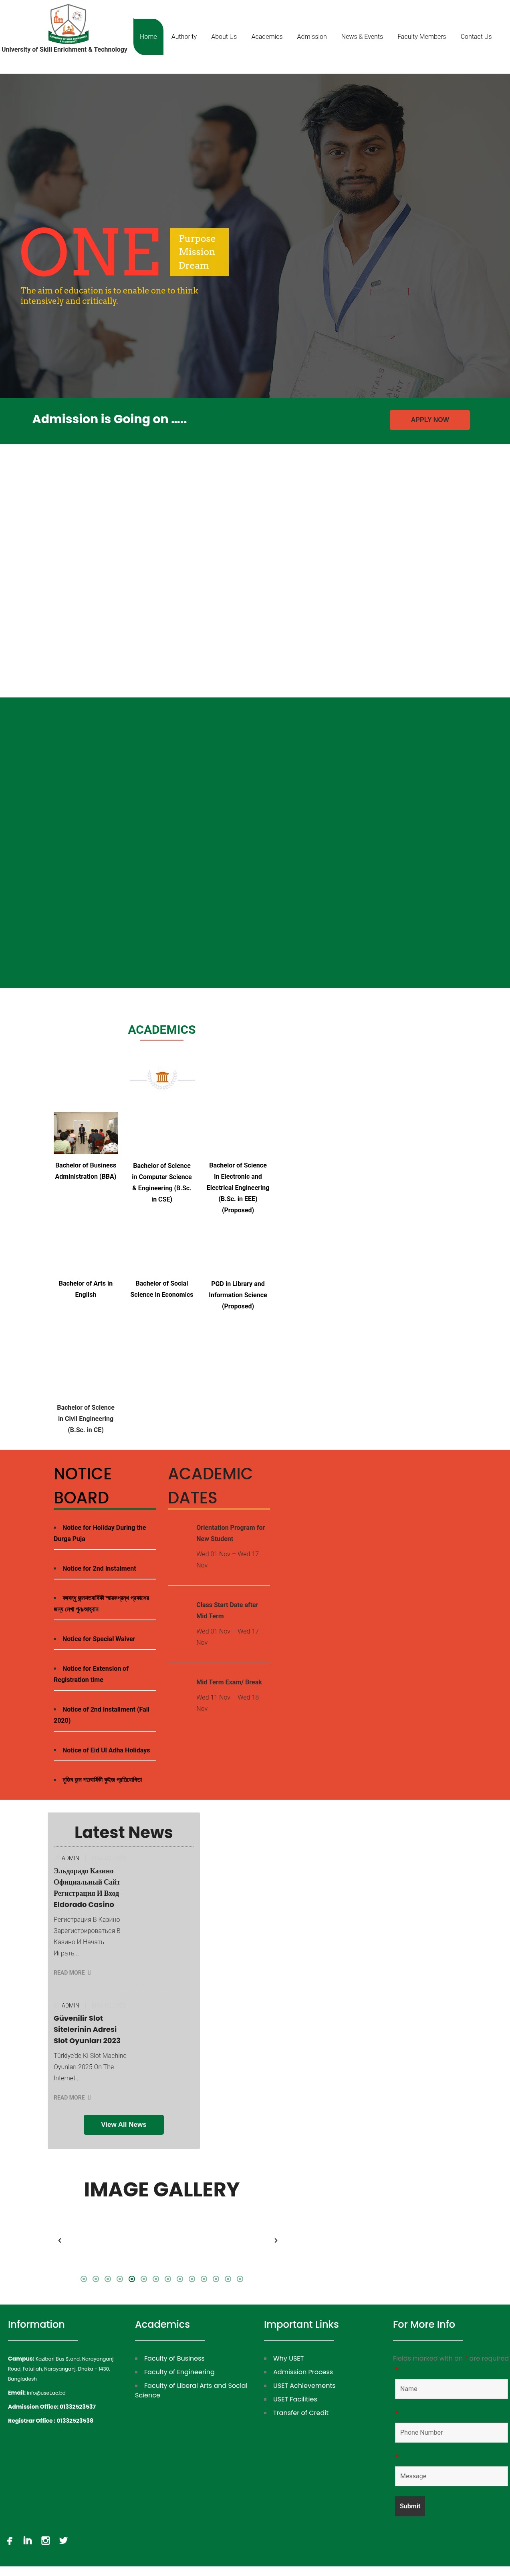 University of Skill Enrichment & Technology
Home
Authority
About Us
Academics
Admission
News & Events
Faculty Members
Contact Us
ONE
Purpose
Mission
Dream
The aim of education is to enable one to think
intensively and critically.
Admission is Going on .....
APPLY NOW
ACADEMICS
Bachelor of Business
Administration (BBA)
Bachelor of Science
in Computer Science
& Engineering (B.Sc.
in CSE)
Bachelor of Science
in Electronic and
Electrical Engineering
(B.Sc. in EEE)
(Proposed)
Bachelor of Arts in
English
Bachelor of Social
Science in Economics
PGD in Library and
Information Science
(Proposed)
Bachelor of Science
in Civil Engineering
(B.Sc. in CE)
NOTICE
BOARD
Notice for Holiday During the
Durga Puja
Notice for 2nd Instalment
বঙ্গবন্ধু জন্মশতবার্ষিকী স্মারকগ্রন্থ প্রকাশের
জন্য লেখা পুনঃআহ্বান
Notice for Special Waiver
Notice for Extension of
Registration time
Notice of 2nd Installment (Fall
2020)
Notice of Eid Ul Adha Holidays
মুজিব জন্ম শতবার্ষিকী কুইজ প্রতিযোগিতা
ACADEMIC
DATES
Orientation Program for
New Student
Wed 01 Nov – Wed 17
Nov
Class Start Date after
Mid Term
Wed 01 Nov – Wed 17
Nov
Mid Term Exam/ Break
Wed 11 Nov – Wed 18
Nov
Latest News
ADMIN
Эльдорадо Казино
Официальный Сайт
Регистрация И Вход
Eldorado Casino
Регистрация В Казино
Зарегистрироваться В
Казино И Начать
Играть...
READ MORE
ADMIN
Güvenilir Slot
Sitelerinin Adresi
Slot Oyunları 2023
Türkiye'de Ki Slot Machine
Oyunları 2025 On The
Internet...
READ MORE
View All News
IMAGE GALLERY
Information
Campus: Kazibari Bus Stand, Narayanganj
Road, Fatullah, Narayanganj, Dhaka - 1430,
Bangladesh
Email: info@uset.ac.bd
Admission Office: 01332523537
Registrar Office : 01332523538
Academics
Faculty of Business
Faculty of Engineering
Faculty of Liberal Arts and Social
Science
Important Links
Why USET
Admission Process
USET Achievements
USET Facilities
Transfer of Credit
For More Info
Fields marked with an * are required
*
Name
*
Phone Number
*
Message
Submit